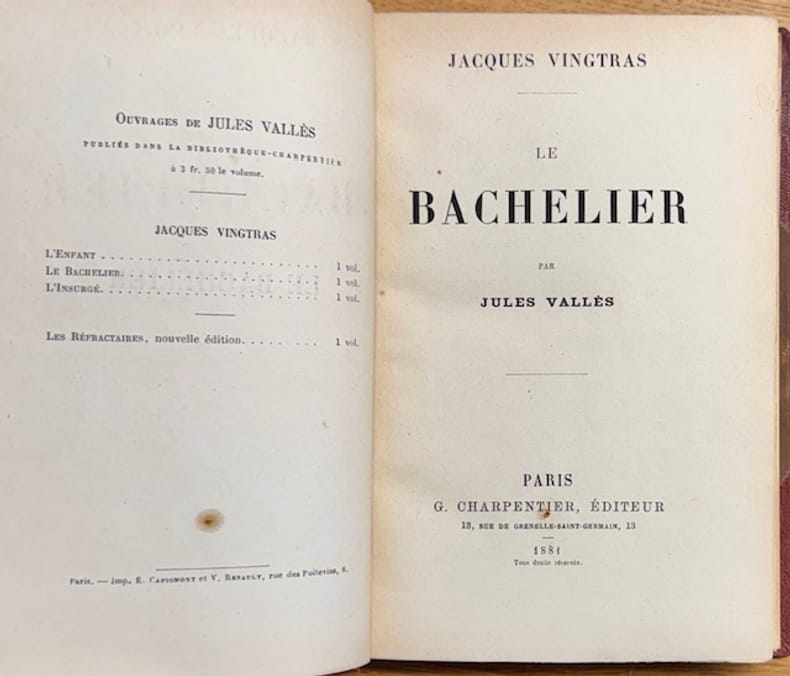 OUVRAGES DE JULES VALLÈS
PUBLIÉS DANS LA BIBLIOTHÈQUE-CHARPENTIER
à 3 fr. 50 le volume.
JACQUES VINGTRAS
L'ENFANT . . . . . . . . . . . . . . . . . . . . . . 1 vol.
LE BACHELIER. . . . . . . . . . . . . . . . . . . . 1 vol.
L'INSURGÉ. . . . . . . . . . . . . . . . . . . . . . 1 vol.
LES RÉFRACTAIRES, nouvelle édition. . . . . . . . 1 vol.
Paris. — Imp. E. CAPIOMONT et V. RENAULT, rue des Poitevins, 6.
JACQUES VINGTRAS
LE
BACHELIER
PAR
JULES VALLÈS
PARIS
G. CHARPENTIER, ÉDITEUR
13, RUE DE GRENELLE-SAINT-GERMAIN, 13
1881
Tous droits réservés.